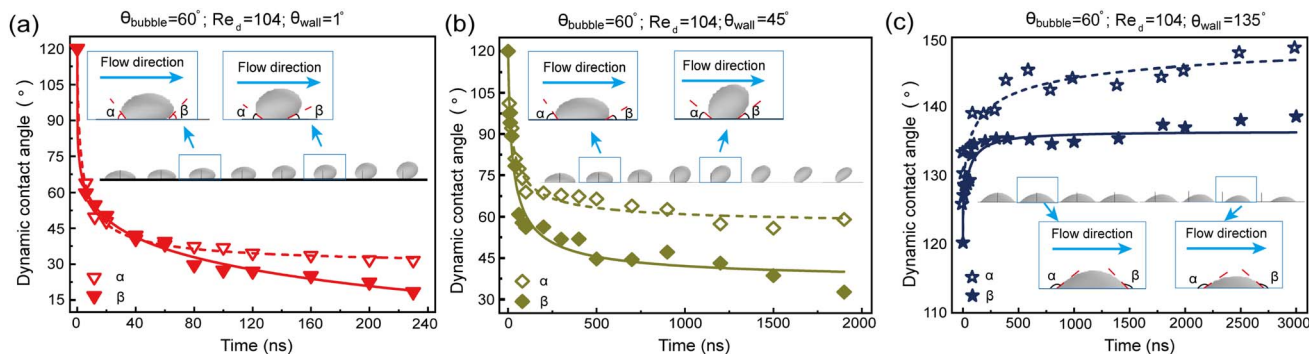 (a)
θbubble=60°; Red=104; θwall=1°
Dynamic contact angle (°)
120
105
90
75
60
45
30
15
Flow direction
α
β
Flow direction
α
β
α
β
0
40
80
120
160
200
240
Time (ns)
(b)
θbubble=60°; Red=104; θwall=45°
Dynamic contact angle (°)
120
105
90
75
60
45
30
Flow direction
α
β
Flow direction
α
β
α
β
0
500
1000
1500
2000
Time (ns)
(c)
θbubble=60°; Red=104; θwall=135°
Dynamic contact angle (°)
150
140
130
120
110
Flow direction
α
β
Flow direction
α
β
α
β
0
500
1000
1500
2000
2500
3000
Time (ns)